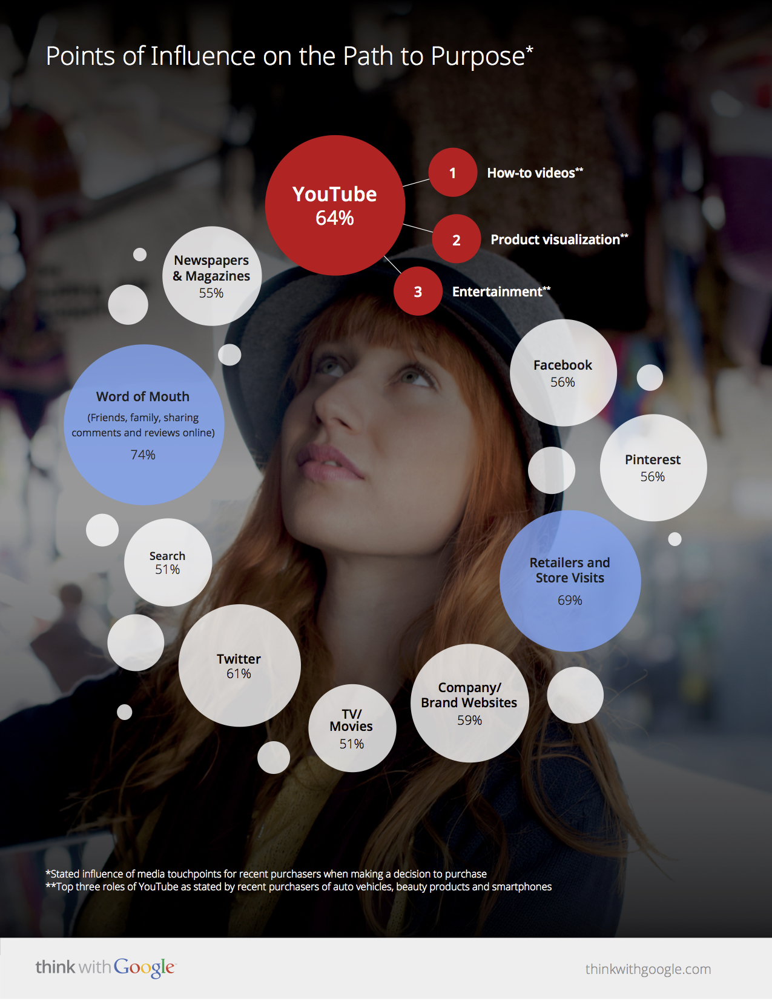 Points of Influence on the Path to Purpose*
YouTube
64%
1
How-to videos**
2
Product visualization**
3
Entertainment**
Newspapers
& Magazines
55%
Facebook
56%
Word of Mouth
(Friends, family, sharing
comments and reviews online)
74%
Pinterest
56%
Search
51%
Retailers and
Store Visits
69%
Twitter
61%
Company/
Brand Websites
59%
TV/
Movies
51%
*Stated influence of media touchpoints for recent purchasers when making a decision to purchase
**Top three roles of YouTube as stated by recent purchasers of auto vehicles, beauty products and smartphones
think with Google™
thinkwithgoogle.com